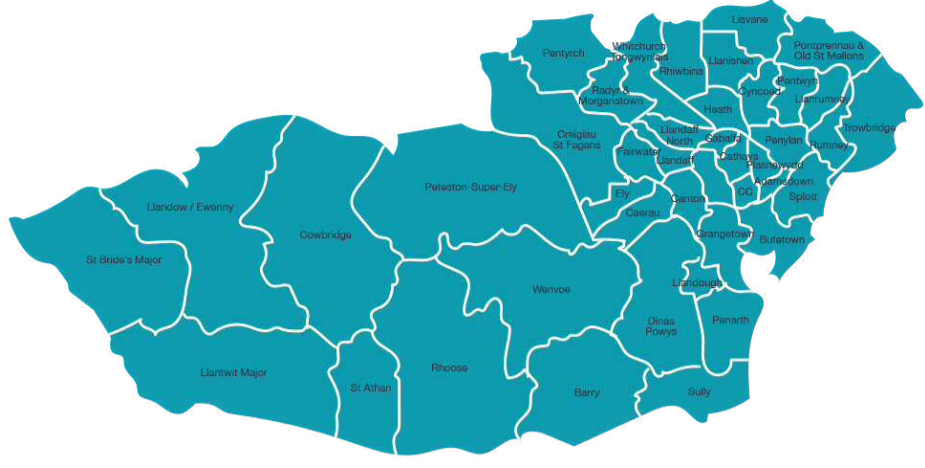 Lisvane
Pentyrch
Whitchurch
Tongwynlais
Pontprennau &
Old St Mellons
Rhiwbina
Llanishen
Radyr &
Morganstown
Cyncoed
Pentwyn
Llanrumney
Heath
Trowbridge
Creigiau
St Fagans
Llandaff
North
Gabalfa
Penylan
Rumney
Fairwater
Llandaff
Cathays
Plasnewydd
Adamsdown
Peteston-Super-Ely
Ely
Canton
CC
Splott
Caerau
Llandow / Ewenny
Cowbridge
Grangetown
Butetown
St Bride's Major
Wenvoe
Llandough
Dinas
Powys
Penarth
Llantwit Major
St Athan
Rhoose
Barry
Sully